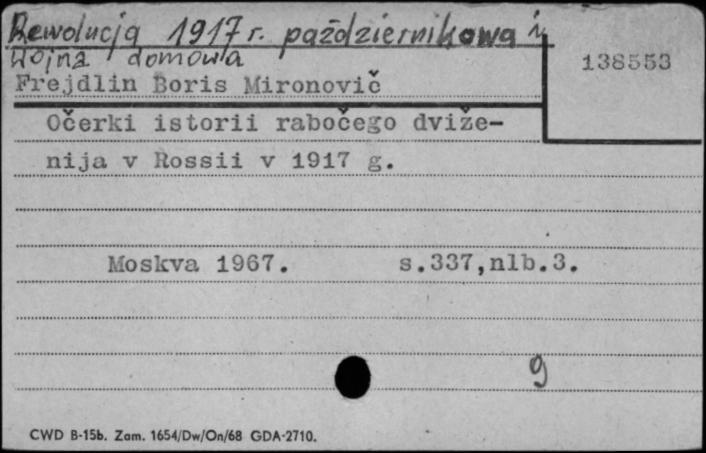 Rewolucja 1917 r. październikowa i
Wojna domowa
138553
Frejdlin Boris Mironovič
Očerki istorii rabočego dviže-
nija v Rossii v 1917 g.
Moskva 1967. s.337,nlb.3.
g
CWD B-15b. Zam. 1654/Dw/On/68 GDA-2710.